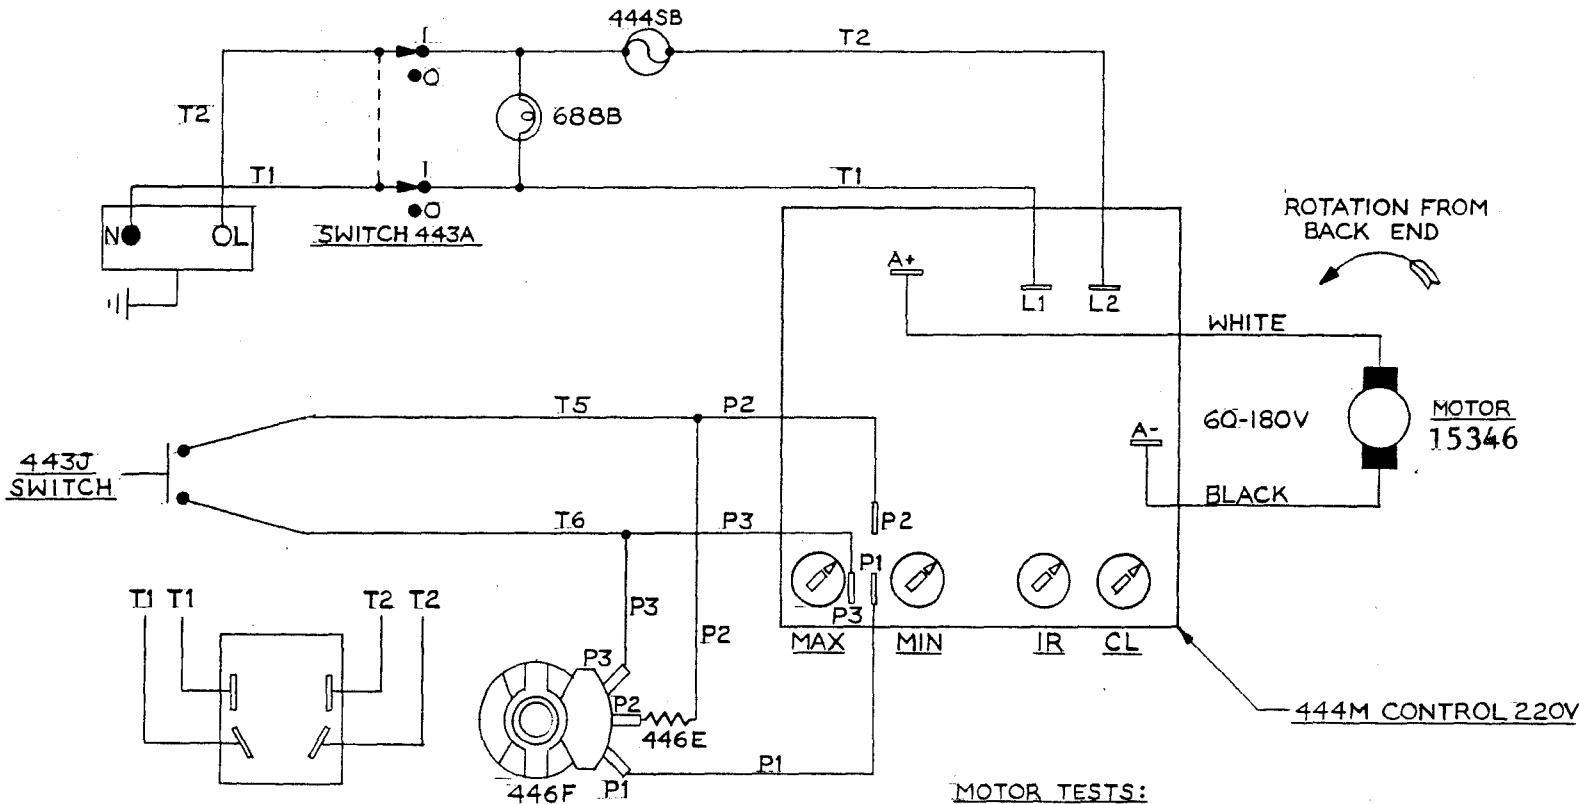 444SB
I
T2
O
T2
688B
T1
I
T1
O
N
OL
SWITCH 443A
ROTATION FROM
BACK END
A+
L1
L2
WHITE
T5
P2
60-180V
MOTOR
15346
A-
443J
SWITCH
BLACK
T6
P3
P2
P1
T1 T1
T2 T2
P3
P3
P2
MAX
MIN
IR
CL
P3
P2
446E
444M CONTROL 220V
P1
446F
P1
MOTOR TESTS: